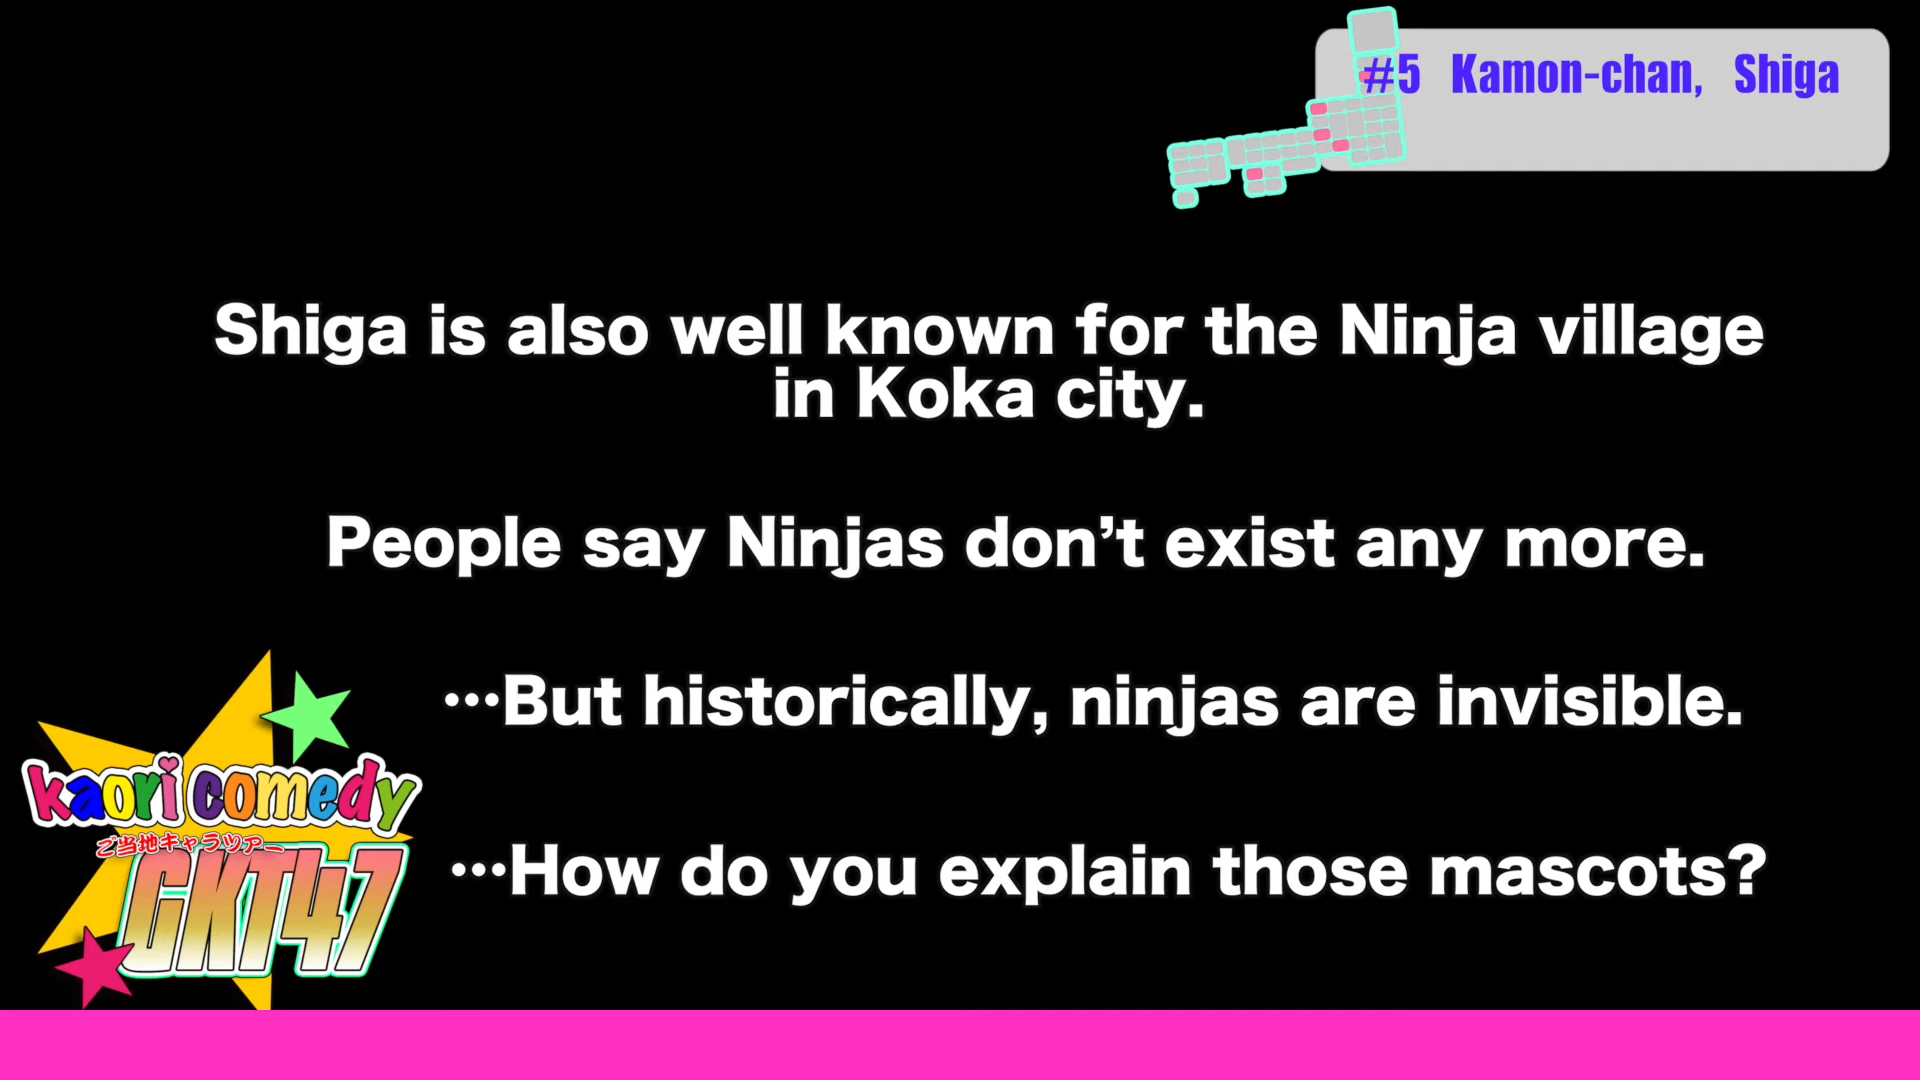 #5 Kamon-chan, Shiga
Shiga is also well known for the Ninja village
in Koka city.
People say Ninjas don’t exist any more.
…But historically, ninjas are invisible.
…How do you explain those mascots?
kaori comedy
ご当地キャラツアー
GKT47